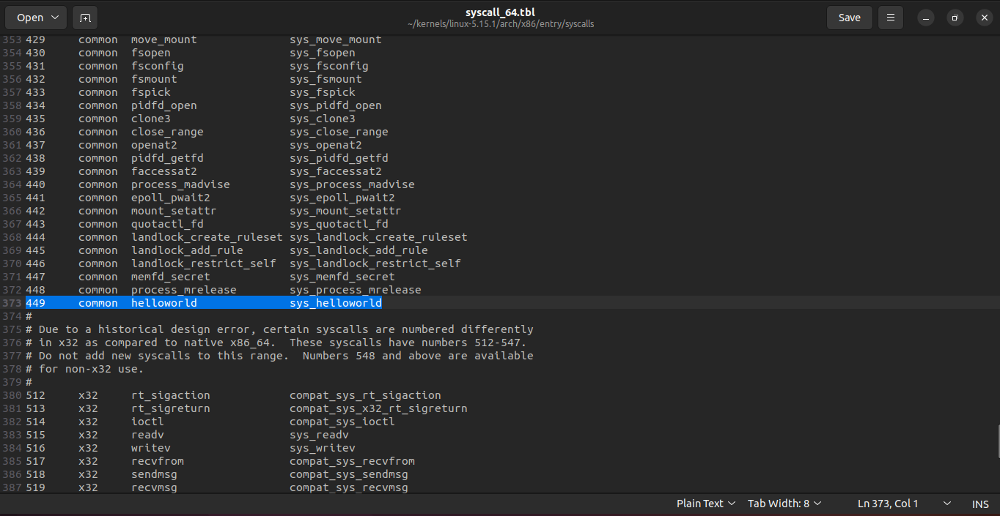 Open
syscall_64.tbl
~/kernels/linux-5.15.1/arch/x86/entry/syscalls
Save
353 429 common move_mount sys_move_mount
354 430 common fsopen sys_fsopen
355 431 common fsconfig sys_fsconfig
356 432 common fsmount sys_fsmount
357 433 common fspick sys_fspick
358 434 common pidfd_open sys_pidfd_open
359 435 common clone3 sys_clone3
360 436 common close_range sys_close_range
361 437 common openat2 sys_openat2
362 438 common pidfd_getfd sys_pidfd_getfd
363 439 common faccessat2 sys_faccessat2
364 440 common process_madvise sys_process_madvise
365 441 common epoll_pwait2 sys_epoll_pwait2
366 442 common mount_setattr sys_mount_setattr
367 443 common quotactl_fd sys_quotactl_fd
368 444 common landlock_create_ruleset sys_landlock_create_ruleset
369 445 common landlock_add_rule sys_landlock_add_rule
370 446 common landlock_restrict_self sys_landlock_restrict_self
371 447 common memfd_secret sys_memfd_secret
372 448 common process_mrelease sys_process_mrelease
373 449 common helloworld sys_helloworld
374 #
375 # Due to a historical design error, certain syscalls are numbered differently
376 # in x32 as compared to native x86_64.  These syscalls have numbers 512-547.
377 # Do not add new syscalls to this range.  Numbers 548 and above are available
378 # for non-x32 use.
379 #
380 512 x32 rt_sigaction compat_sys_rt_sigaction
381 513 x32 rt_sigreturn compat_sys_x32_rt_sigreturn
382 514 x32 ioctl compat_sys_ioctl
383 515 x32 readv sys_readv
384 516 x32 writev sys_writev
385 517 x32 recvfrom compat_sys_recvfrom
386 518 x32 sendmsg compat_sys_sendmsg
387 519 x32 recvmsg compat_sys_recvmsg
Plain Text Tab Width: 8 Ln 373, Col 1 INS